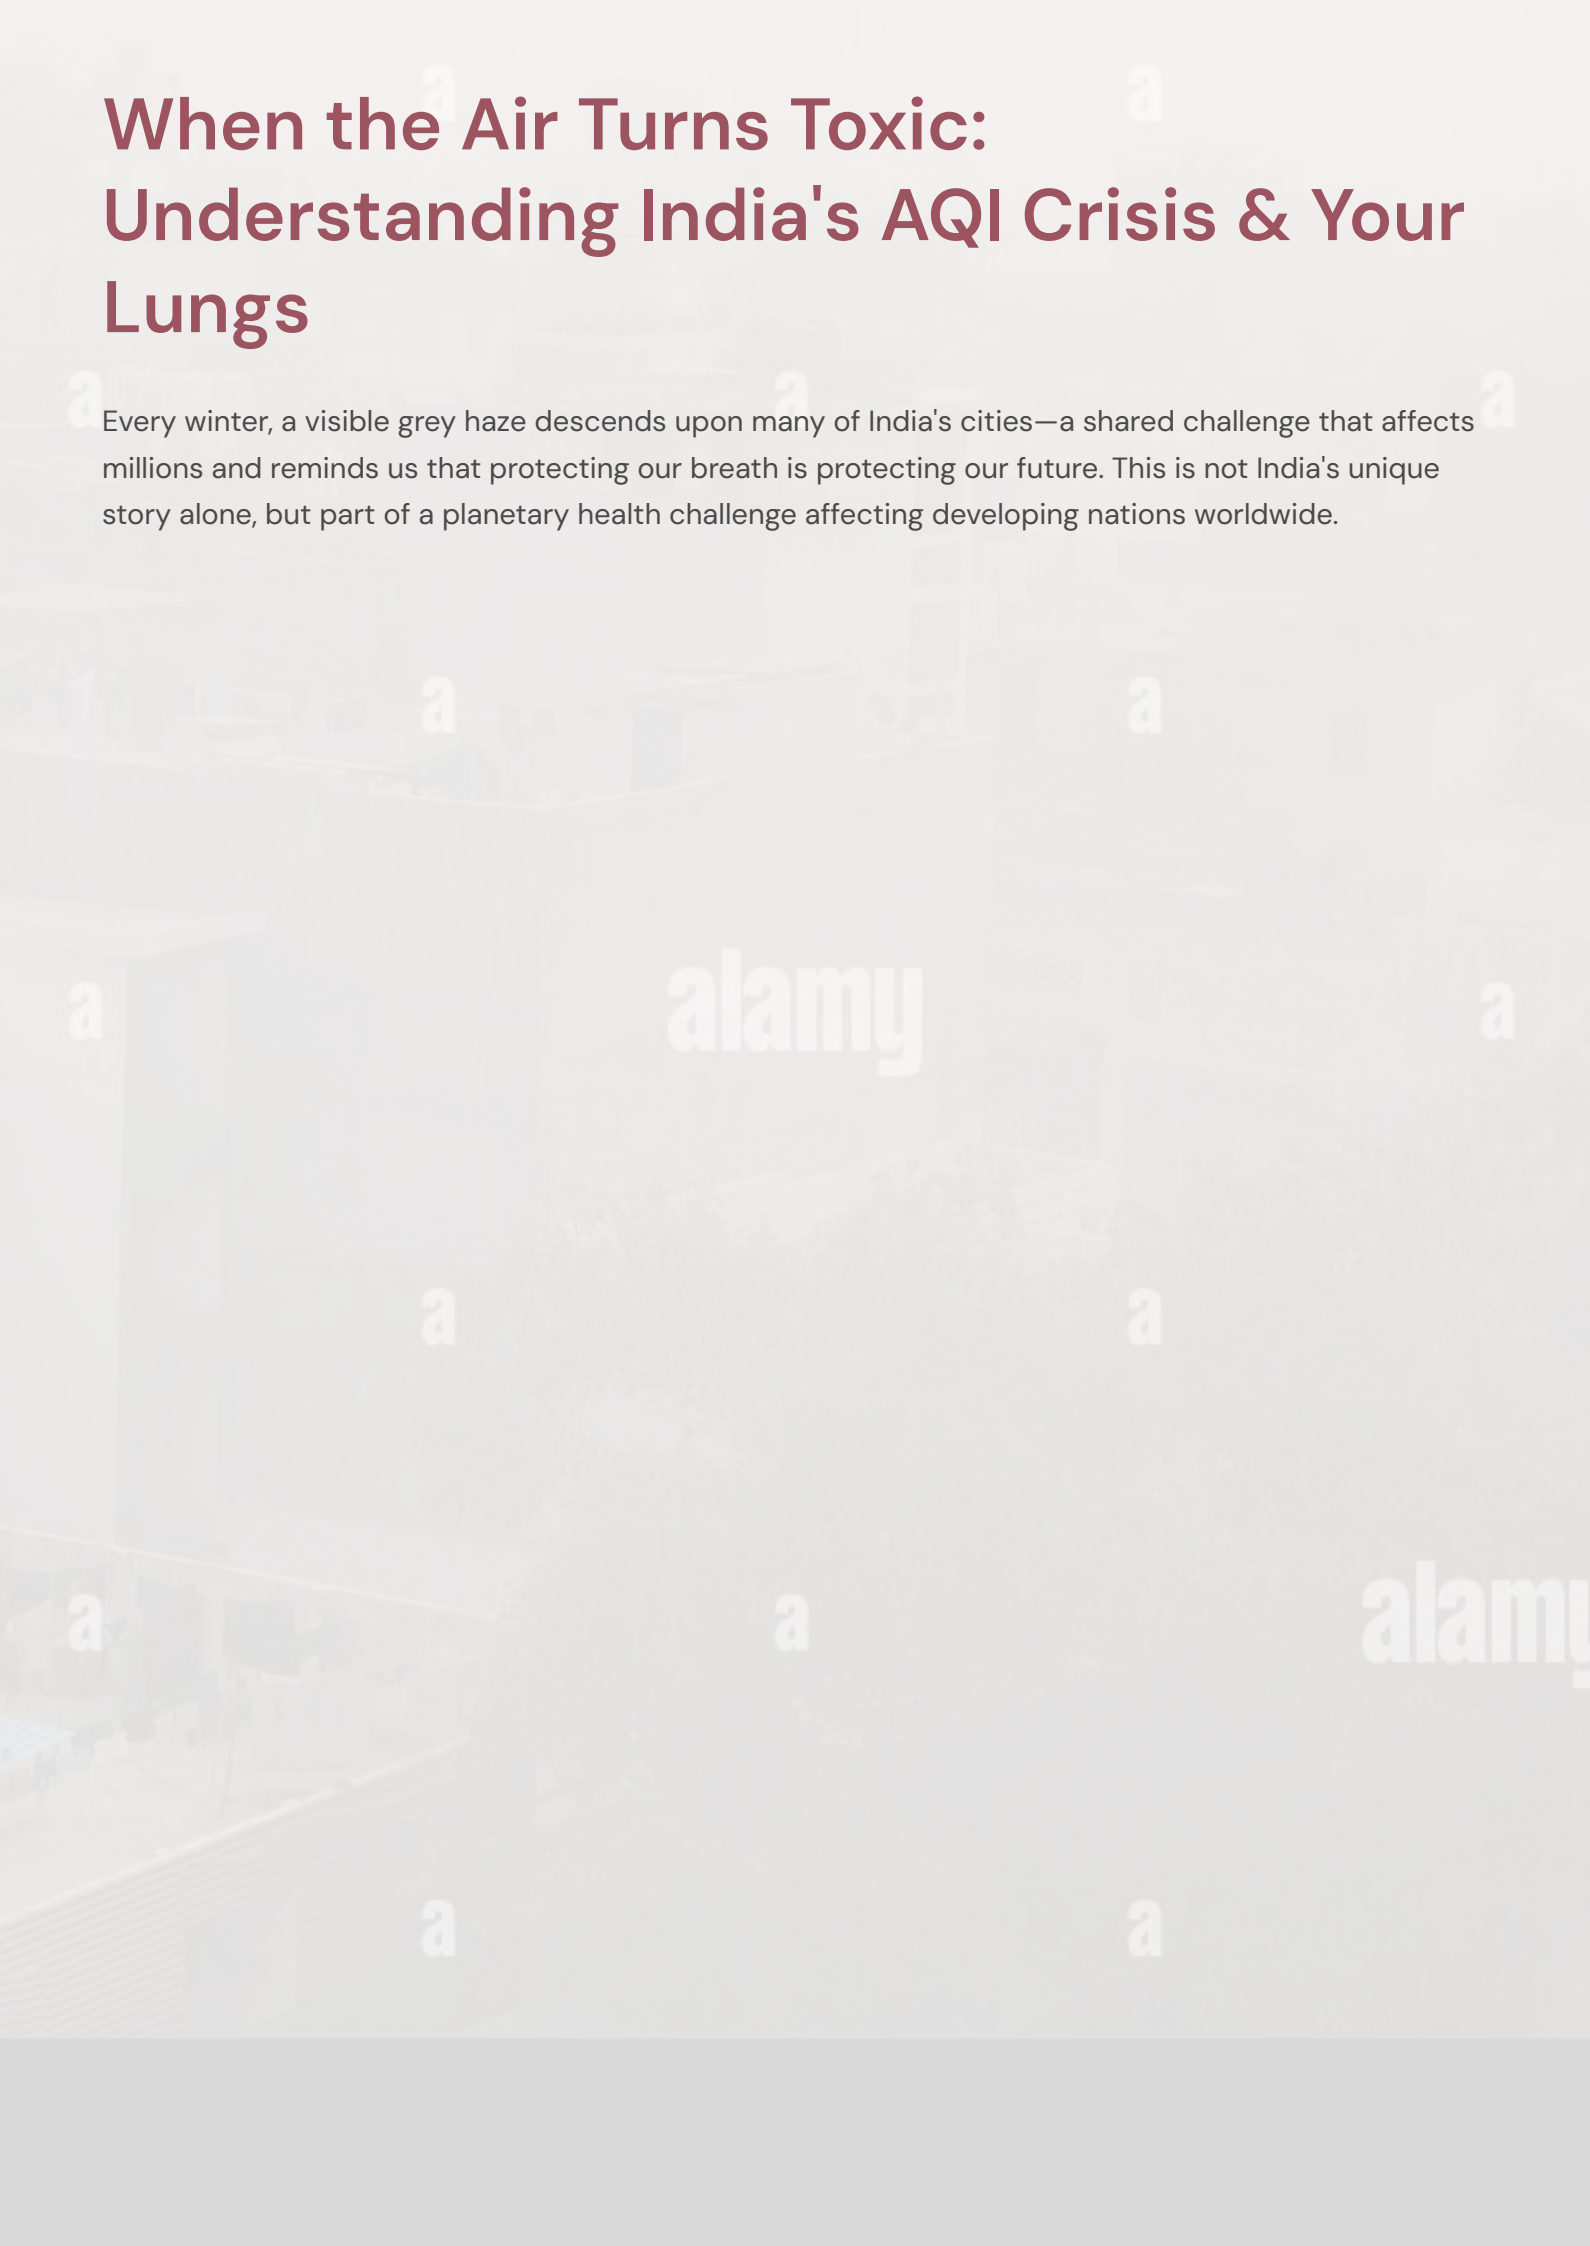 When the Air Turns Toxic:
Understanding India's AQI Crisis & Your
Lungs
Every winter, a visible grey haze descends upon many of India's cities—a shared challenge that affects
millions and reminds us that protecting our breath is protecting our future. This is not India's unique
story alone, but part of a planetary health challenge affecting developing nations worldwide.
a
a
a
a
a
a
a
a
alamy
a
a
a
a
a
alamy
a
a